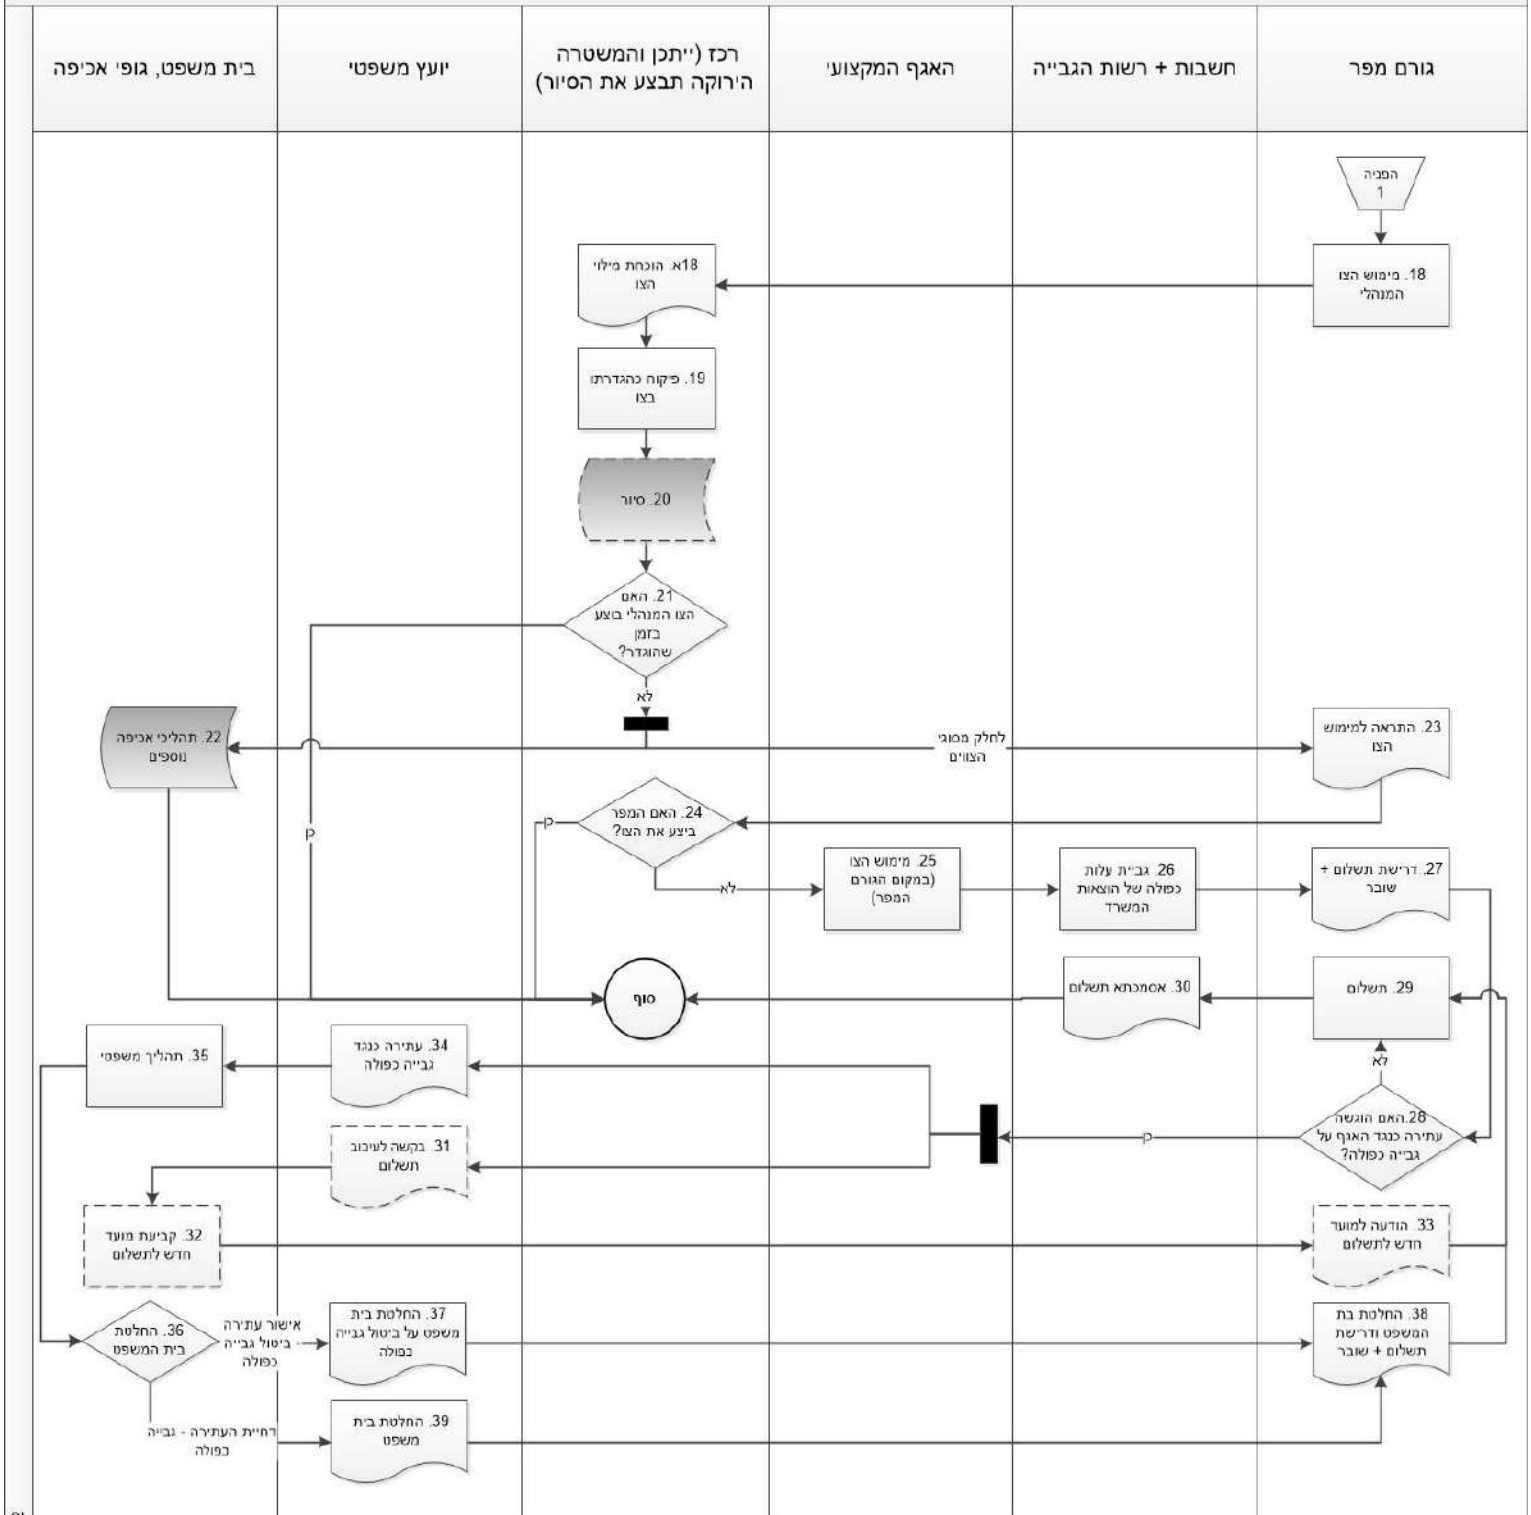 גורם מפר
חשבות + רשות הגבייה
האגף המקצועי
רכז (ייתכן והמשטרה
הירוקה תבצע את הסיור)
יועץ משפטי
בית משפט, גופי אכיפה
הפניה
1
18. מימוש הצו
המנהלי
18א. הוכחת מילוי
הצו
19. פיקוח כהגדרתו
בצו
20. סיור
21. האם
הצו המנהלי בוצע
בזמן
שהוגדר?
לא
כן
22. תהליכי אכיפה
נוספים
לחלק מסוגי
הצווים
23. התראה למימוש
הצו
24. האם המפר
ביצע את הצו?
כן
לא
25. מימוש הצו
(במקום הגורם
המפר)
26. גביית עלות
כפולה של הוצאות
המשרד
27. דרישת תשלום +
שובר
29. תשלום
30. אסמכתא תשלום
סוף
לא
28.האם הוגשה
עתירה כנגד האגף על
גבייה כפולה?
כן
34. עתירה כנגד
גבייה כפולה
35. תהליך משפטי
31. בקשה לעיכוב
תשלום
32. קביעת מועד
חדש לתשלום
33. הודעה למועד
חדש לתשלום
36. החלטת
בית המשפט
אישור עתירה
- ביטול גבייה
כפולה
37. החלטת בית
משפט על ביטול גבייה
כפולה
38. החלטת בת
המשפט ודרישת
תשלום + שובר
דחיית העתירה - גבייה
כפולה
39. החלטת בית
משפט